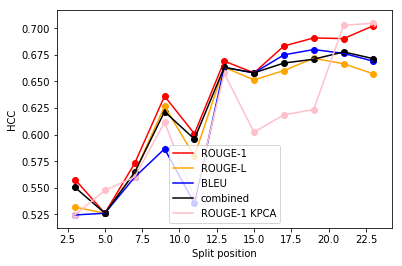 HCC
0.700
0.675
0.650
0.625
0.600
0.575
0.550
0.525
ROUGE-1
ROUGE-L
BLEU
combined
ROUGE-1 KPCA
2.5 5.0 7.5 10.0 12.5 15.0 17.5 20.0 22.5
Split position